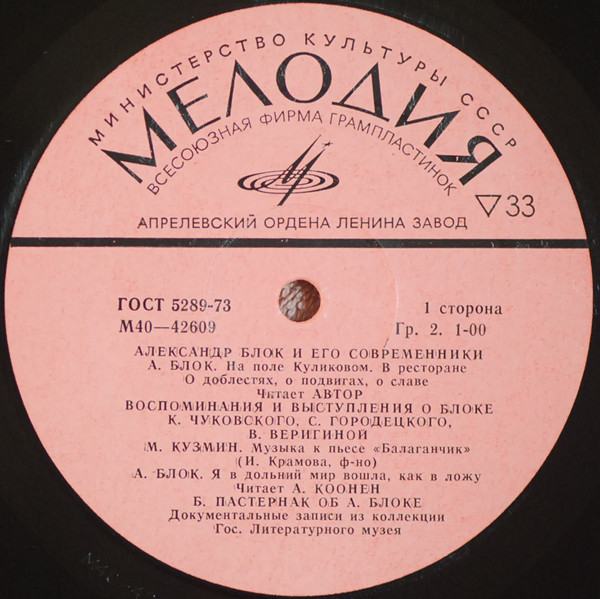 МИНИСТЕРСТВО КУЛЬТУРЫ СССР
МЕЛОДИЯ
ВСЕСОЮЗНАЯ ФИРМА ГРАМПЛАСТИНОК
33
АПРЕЛЕВСКИЙ ОРДЕНА ЛЕНИНА ЗАВОД
ГОСТ 5289-73
1 сторона
М40—42609
Гр. 2. 1-00
АЛЕКСАНДР БЛОК И ЕГО СОВРЕМЕННИКИ
А. БЛОК. На поле Куликовом. В ресторане
О доблестях, о подвигах, о славе
Читает АВТОР
ВОСПОМИНАНИЯ И ВЫСТУПЛЕНИЯ О БЛОКЕ
К. ЧУКОВСКОГО, С. ГОРОДЕЦКОГО,
В. ВЕРИГИНОЙ
М. КУЗМИН. Музыка к пьесе «Балаганчик»
(И. Крамова, ф-но)
А. БЛОК. Я в дольний мир вошла, как в ложу
Читает А. КООНЕН
Б. ПАСТЕРНАК ОБ А. БЛОКЕ
Документальные записи из коллекции
Гос. Литературного музея